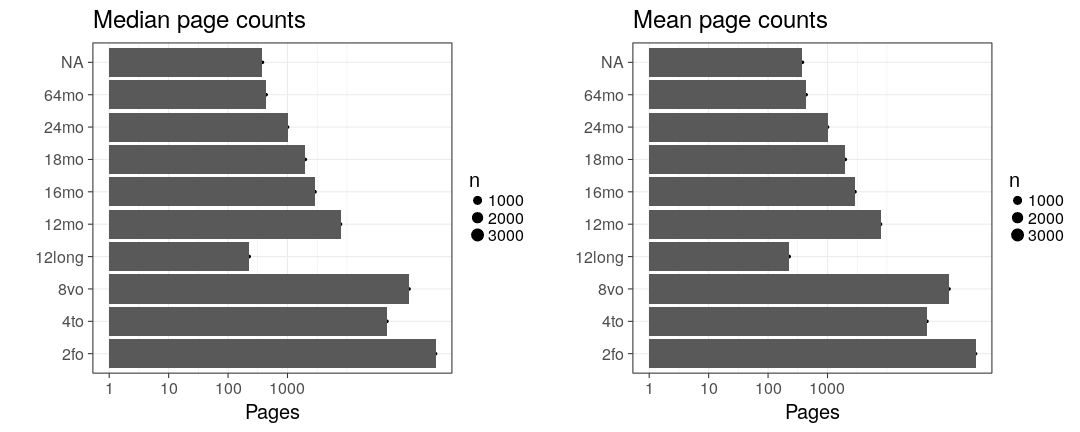 Median page counts
NA
64mo
24mo
18mo
16mo
12mo
12long
8vo
4to
2fo
1 10 100 1000
Pages
n
1000
2000
3000
Mean page counts
NA
64mo
24mo
18mo
16mo
12mo
12long
8vo
4to
2fo
1 10 100 1000
Pages
n
1000
2000
3000